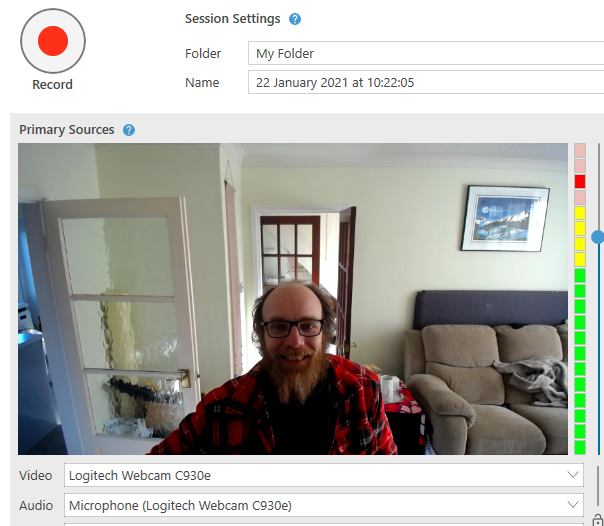 Session Settings ?
Record
Folder My Folder
Name 22 January 2021 at 10:22:05
Primary Sources ?
Video Logitech Webcam C930e
Audio Microphone (Logitech Webcam C930e)